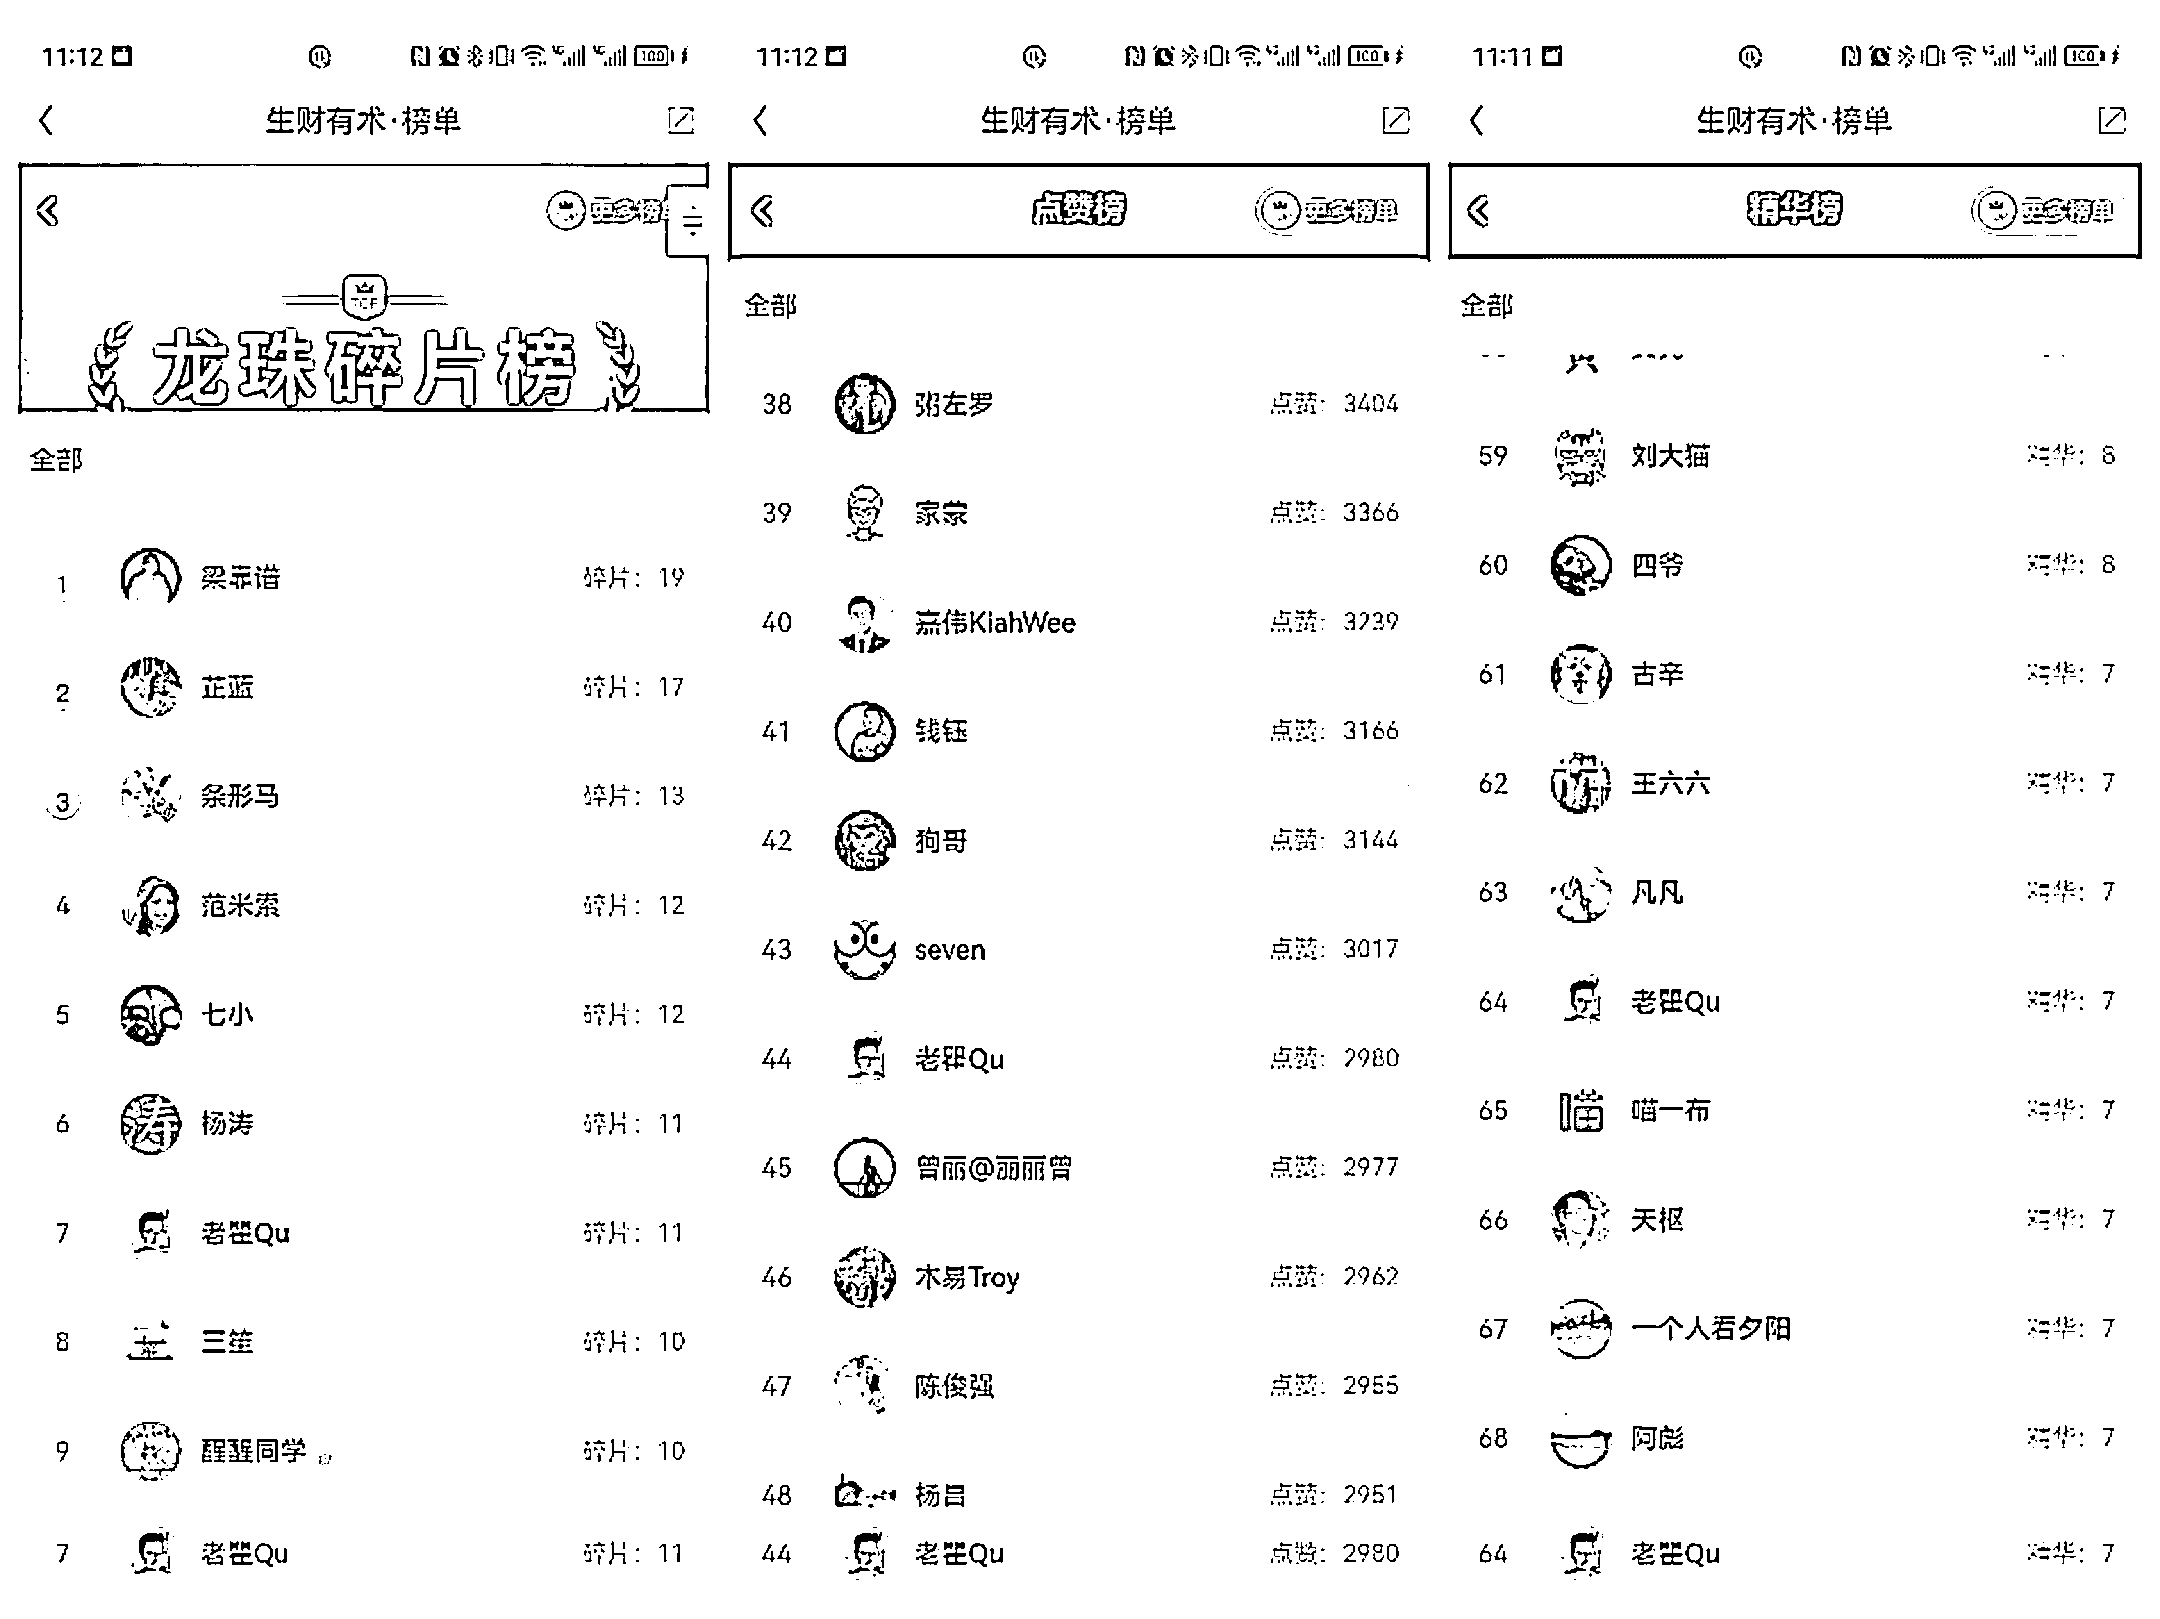 11:12
生财有术·榜单
更多榜单
龙珠碎片榜
全部
1 梁靠谱 碎片：19
2 芷蓝 碎片：17
3 条形马 碎片：13
4 范米索 碎片：12
5 七小 碎片：12
6 杨涛 碎片：11
7 老瞿Qu 碎片：11
8 三笙 碎片：10
9 醒醒同学 碎片：10
7 老瞿Qu 碎片：11
11:12
生财有术·榜单
点赞榜 更多榜单
全部
38 粥左罗 点赞：3404
39 家蒙 点赞：3366
40 嘉伟KiahWee 点赞：3239
41 钱钰 点赞：3166
42 狗哥 点赞：3144
43 seven 点赞：3017
44 老瞿Qu 点赞：2980
45 曾丽@丽丽曾 点赞：2977
46 木易Troy 点赞：2962
47 陈俊强 点赞：2955
48 杨昌 点赞：2951
44 老瞿Qu 点赞：2980
11:11
生财有术·榜单
精华榜 更多榜单
全部
59 刘大猫 精华：8
60 四爷 精华：8
61 古辛 精华：7
62 王六六 精华：7
63 凡凡 精华：7
64 老瞿Qu 精华：7
65 喵一布 精华：7
66 天枢 精华：7
67 一个人看夕阳 精华：7
68 阿彪 精华：7
64 老瞿Qu 精华：7